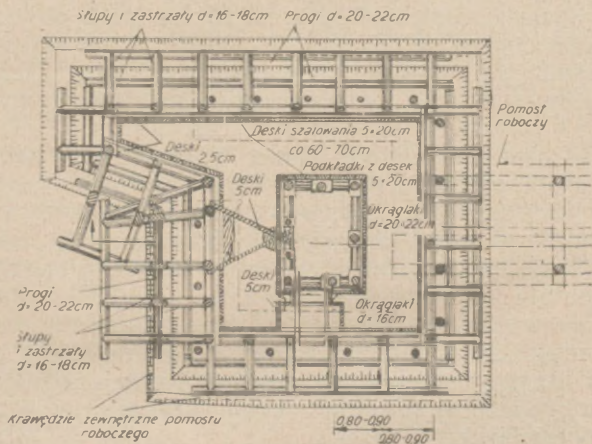 Słupy i zastrzały d=16-18cm Progi d=20-22cm
Pomost
roboczy
Deski szalowania 5×20cm
co 60-70cm
Deski
2.5cm
Podkładki z desek
5×20cm
Deski
5cm
Okrąglaki
d=20÷22cm
Deski
5cm
Okrąglaki
d=16cm
Progi
d=20-22cm
Słupy
i zastrzały
d=16-18cm
Krawędzie zewnętrzne pomostu
roboczego
0,80-0,90
0,80-0,90